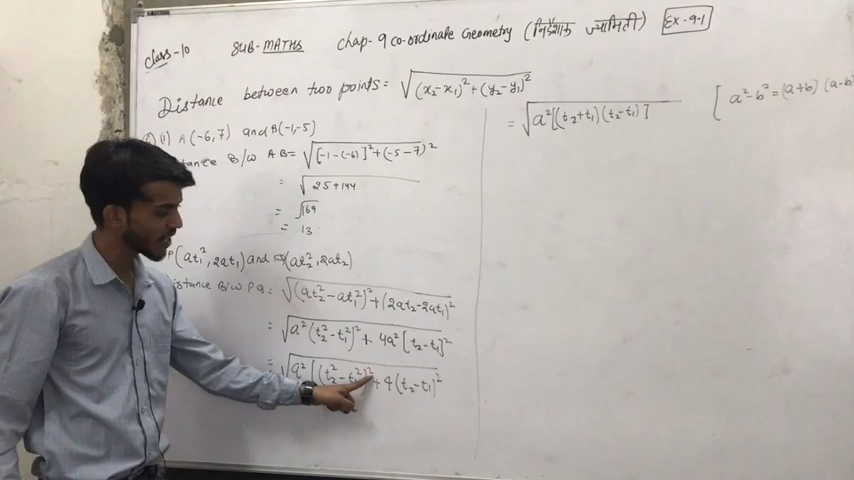 class-10 SUB-MATHS Chap-9 co-ordinate Geometry (निर्देशांक ज्यामिती) Ex-9.1
Distance between two points = √(x₂-x₁)²+(y₂-y₁)²
(1) A(-6,7) and B(-1,-5)
B/w AB = √[-1-(-6)]²+(-5-7)²
= √25+144
= √169
= 13
P(at₁², 2at₁) and Q(at₂², 2at₂)
Distance B/w PQ = √(at₂²-at₁²)²+(2at₂-2at₁)²
= √a²(t₂²-t₁²)² + 4a²[t₂-t₁]²
= √a²[(t₂²-t₁²)²+4(t₂-t₁)²
= √a²[(t₂+t₁)(t₂-t₁)]
[a²-b²=(a+b)(a-b)